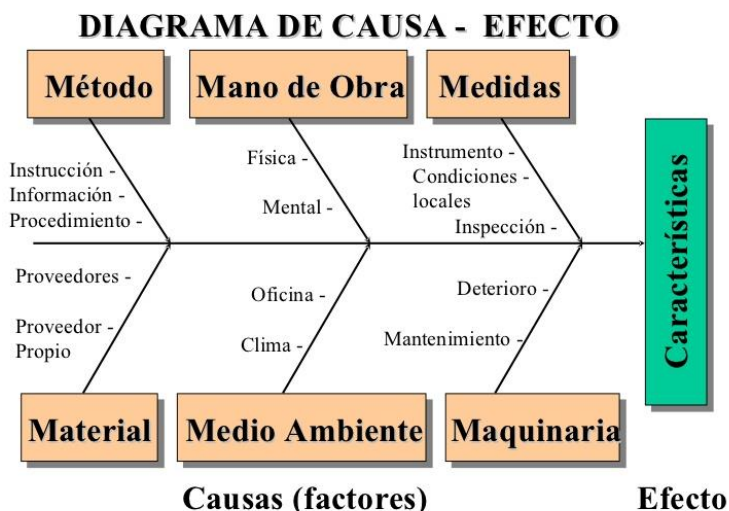 DIAGRAMA DE CAUSA - EFECTO
Método
Mano de Obra
Medidas
Instrucción -
Información -
Procedimiento -
Física -
Mental -
Instrumento -
Condiciones -
locales
Inspección -
Características
Proveedores -
Proveedor -
Propio
Oficina -
Clima -
Deterioro -
Mantenimiento -
Material
Medio Ambiente
Maquinaria
Causas (factores)
Efecto